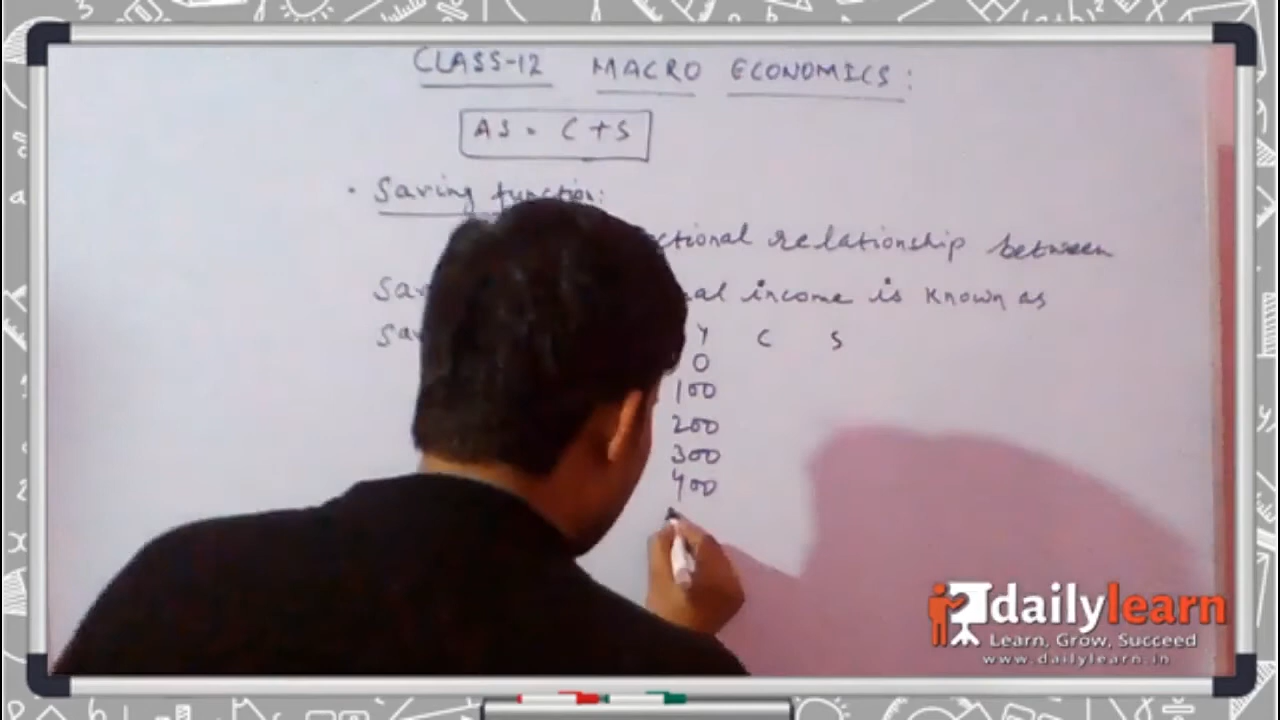 CLASS-12 MACRO ECONOMICS:
AS = C + S
• Saving function:
ctional relationship between
Sav al income is known as
Sav Y C S
0
100
200
300
400
dailylearn
Learn, Grow, Succeed
www.dailylearn.in